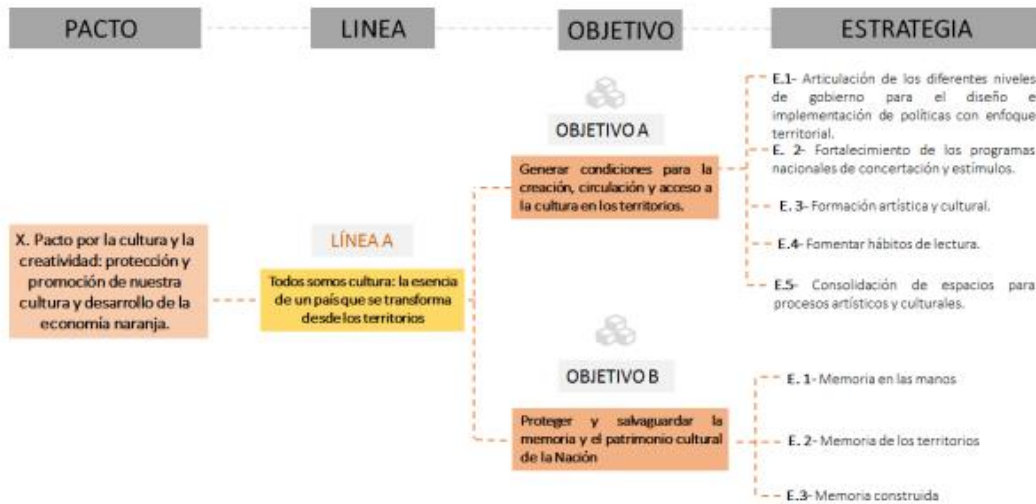 PACTO
LINEA
OBJETIVO
ESTRATEGIA
X. Pacto por la cultura y la
creatividad: protección y
promoción de nuestra
cultura y desarrollo de la
economía naranja.
LÍNEA A
Todos somos cultura: la esencia
de un país que se transforma
desde los territorios
OBJETIVO A
Generar condiciones para la
creación, circulación y acceso a
la cultura en los territorios.
E.1- Articulación de los diferentes niveles
de gobierno para el diseño e
implementación de políticas con enfoque
territorial.
E. 2- Fortalecimiento de los programas
nacionales de concertación y estímulos.
E. 3- Formación artística y cultural.
E.4- Fomentar hábitos de lectura.
E.5- Consolidación de espacios para
procesos artísticos y culturales.
OBJETIVO B
Proteger y salvaguardar la
memoria y el patrimonio cultural
de la Nación
E. 1- Memoria en las manos
E. 2- Memoria de los territorios
E.3- Memoria construida